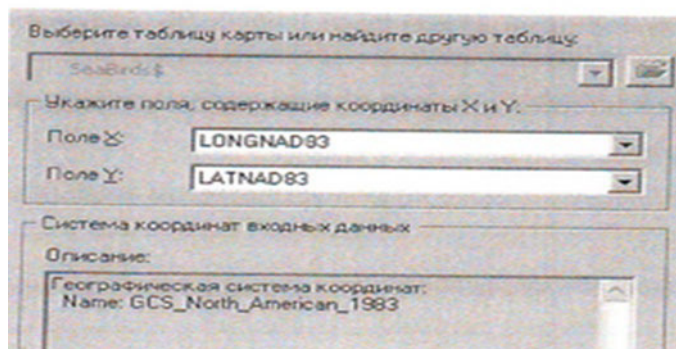 Выберите таблицу карты или найдите другую таблицу:
SeaBirds$
Укажите поля, содержащие координаты X и Y:
Поле X: LONGNAD83
Поле Y: LATNAD83
Система координат входных данных
Описание:
Географическая система координат:
Name: GCS_North_American_1983